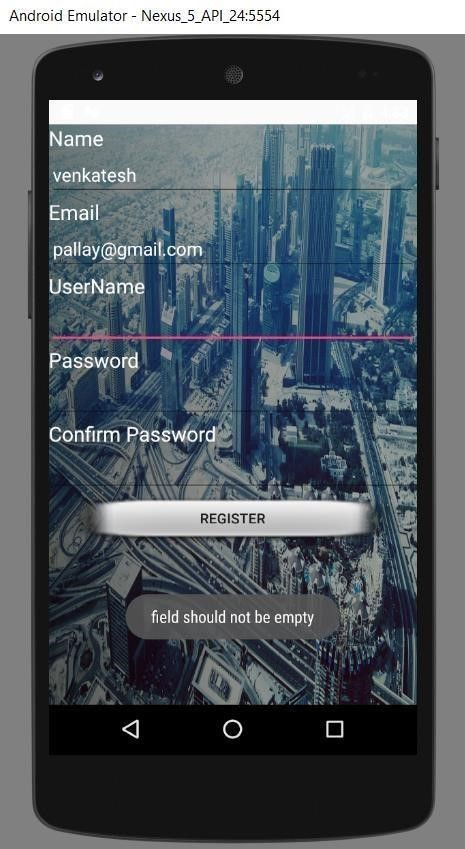 Android Emulator - Nexus_5_API_24:5554
Name
venkatesh
Email
pallay@gmail.com
UserName
Password
Confirm Password
REGISTER
field should not be empty